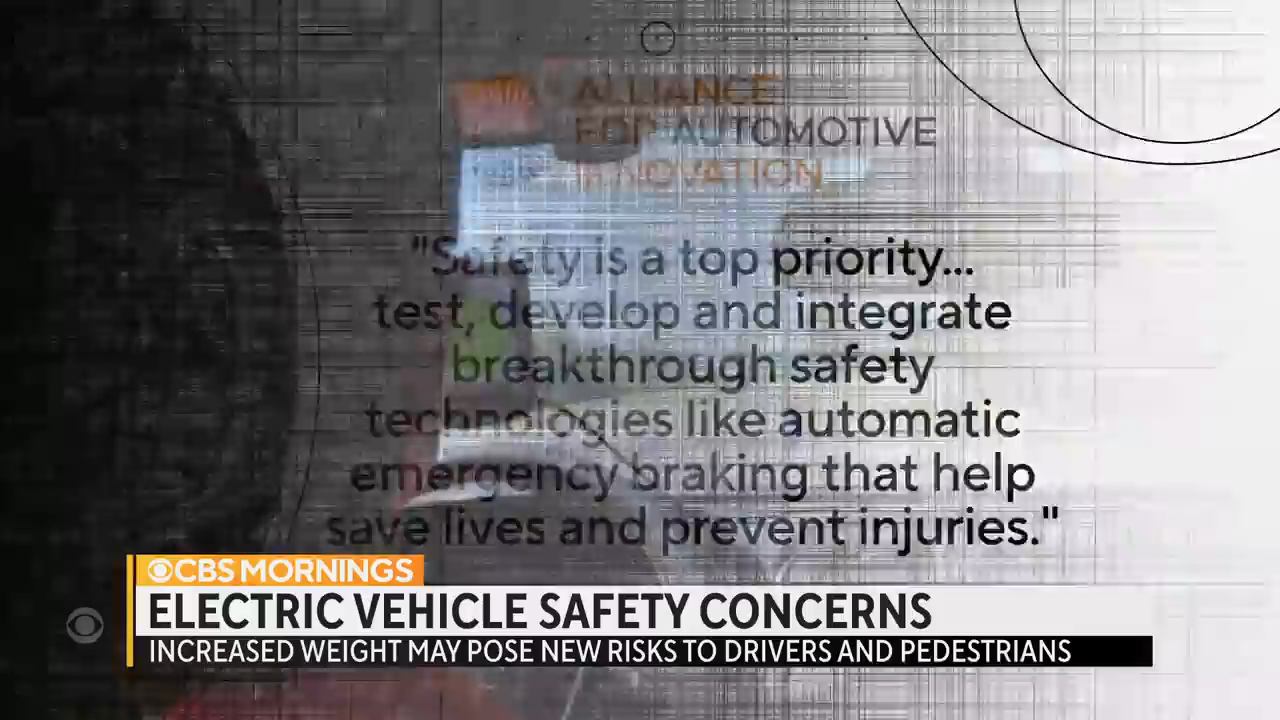 ALLIANCE
FOR AUTOMOTIVE
INNOVATION
"Safety is a top priority...
test, develop and integrate
breakthrough safety
technologies like automatic
emergency braking that help
save lives and prevent injuries."
CBS MORNINGS
ELECTRIC VEHICLE SAFETY CONCERNS
INCREASED WEIGHT MAY POSE NEW RISKS TO DRIVERS AND PEDESTRIANS